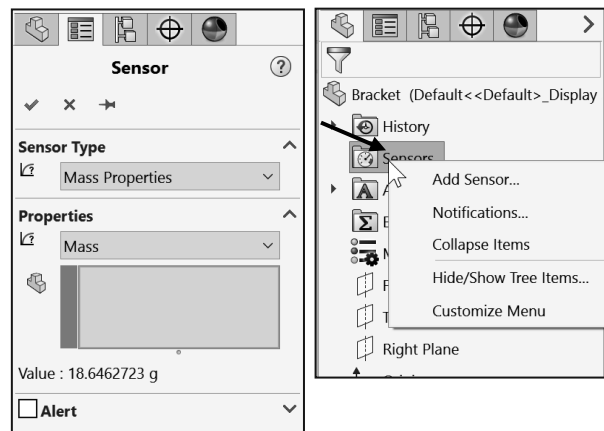 Sensor
Sensor Type
Mass Properties
Properties
Mass
Value : 18.6462723 g
Alert
Bracket (Default<<Default>_Display
History
Sensors
Add Sensor...
Notifications...
Collapse Items
Hide/Show Tree Items...
Customize Menu
Right Plane